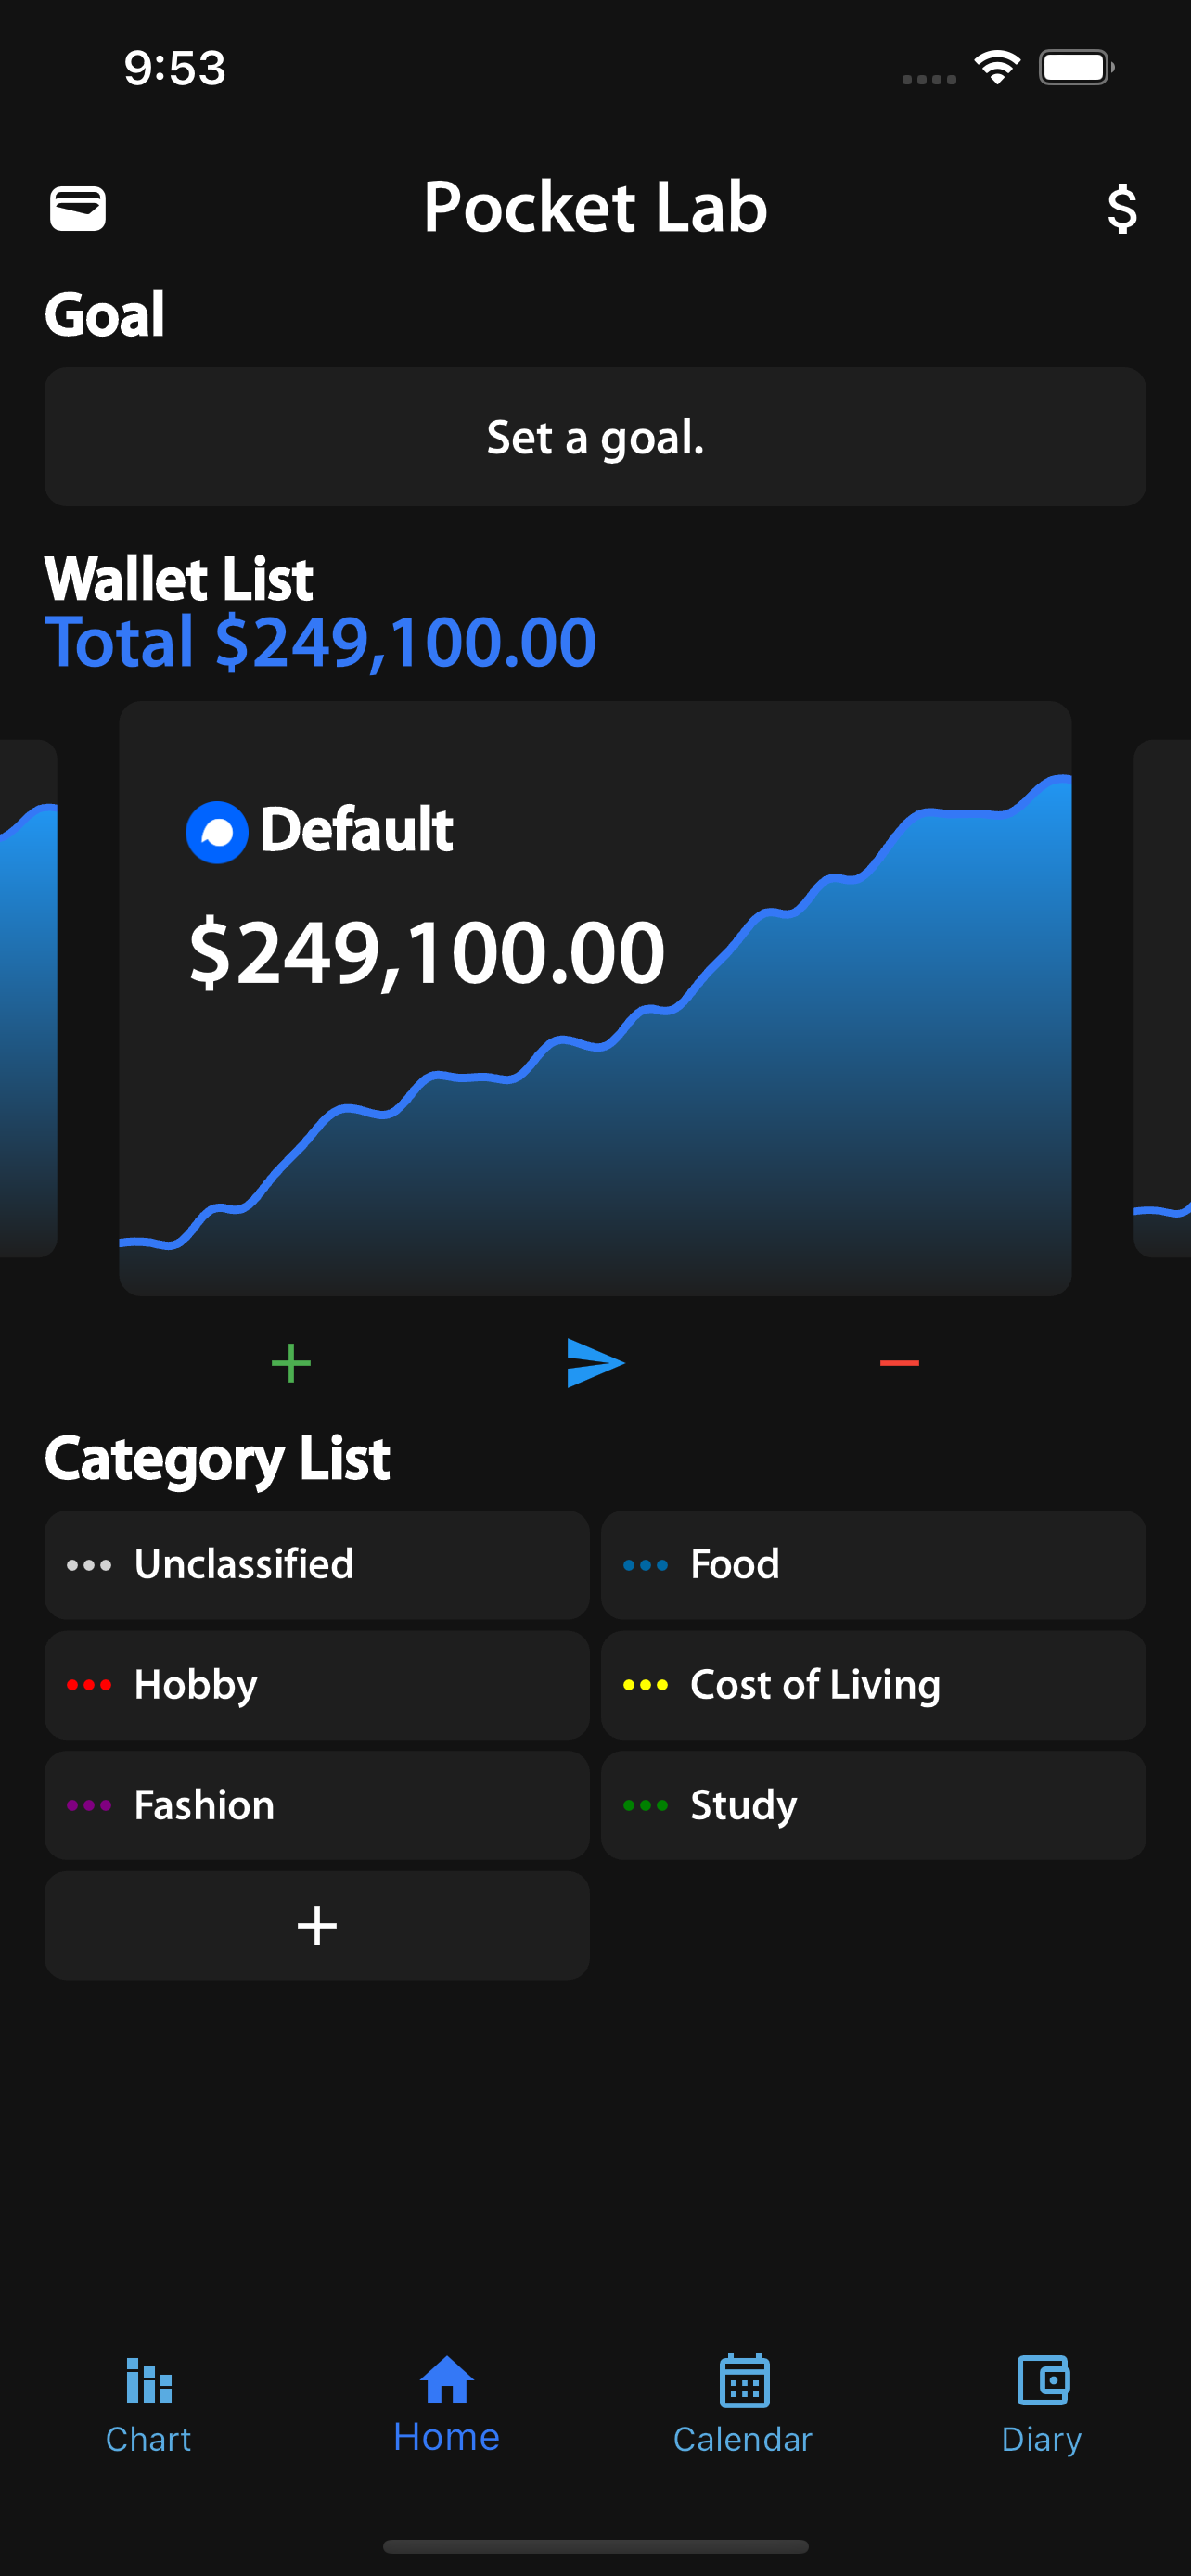 9:53
Pocket Lab
$
Goal
Set a goal.
Wallet List
Total $249,100.00
Default
$249,100.00
Category List
Unclassified
Food
Hobby
Cost of Living
Fashion
Study
Chart
Home
Calendar
Diary